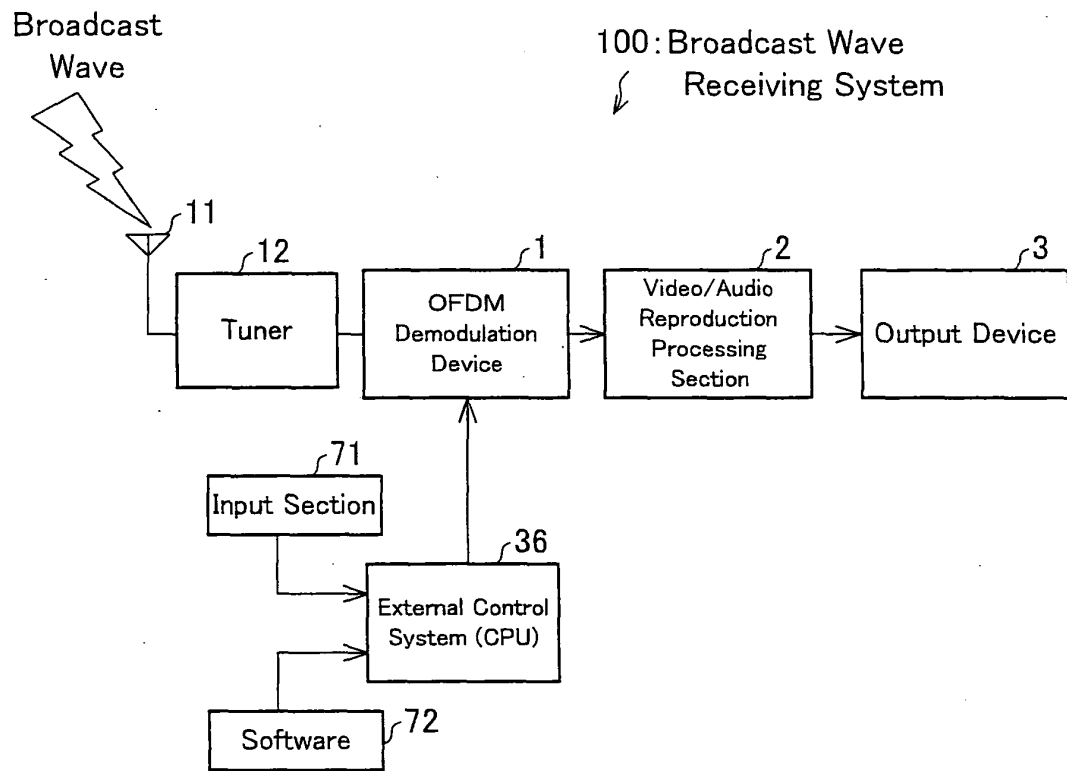 Broadcast
Wave
100: Broadcast Wave
Receiving System
11
12
1
2
3
Tuner
OFDM
Demodulation
Device
Video/Audio
Reproduction
Processing
Section
Output Device
71
Input Section
36
External Control
System (CPU)
72
Software